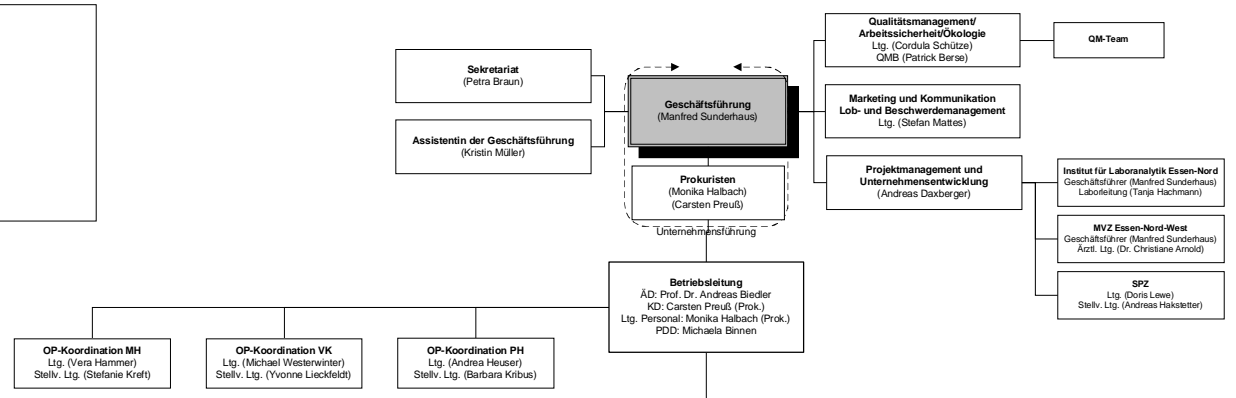 Qualitätsmanagement/
Arbeitssicherheit/Ökologie
Ltg. (Cordula Schütze)
QMB (Patrick Berse)
QM-Team
Sekretariat
(Petra Braun)
Geschäftsführung
(Manfred Sunderhaus)
Marketing und Kommunikation
Lob- und Beschwerdemanagement
Ltg. (Stefan Mattes)
Assistentin der Geschäftsführung
(Kristin Müller)
Prokuristen
(Monika Halbach)
(Carsten Preuß)
Unternehmensführung
Projektmanagement und
Unternehmensentwicklung
(Andreas Daxberger)
Institut für Laboranalytik Essen-Nord
Geschäftsführer (Manfred Sunderhaus)
Laborleitung (Tanja Hachmann)
MVZ Essen-Nord-West
Geschäftsführer (Manfred Sunderhaus)
Ärztl. Ltg. (Dr. Christiane Arnold)
SPZ
Ltg. (Doris Lewe)
Stellv. Ltg. (Andreas Hakstetter)
Betriebsleitung
ÄD: Prof. Dr. Andreas Biedler
KD: Carsten Preuß (Prok.)
Ltg. Personal: Monika Halbach (Prok.)
PDD: Michaela Binnen
OP-Koordination MH
Ltg. (Vera Hammer)
Stellv. Ltg. (Stefanie Kreft)
OP-Koordination VK
Ltg. (Michael Westerwinter)
Stellv. Ltg. (Yvonne Lieckfeldt)
OP-Koordination PH
Ltg. (Andrea Heuser)
Stellv. Ltg. (Barbara Kribus)